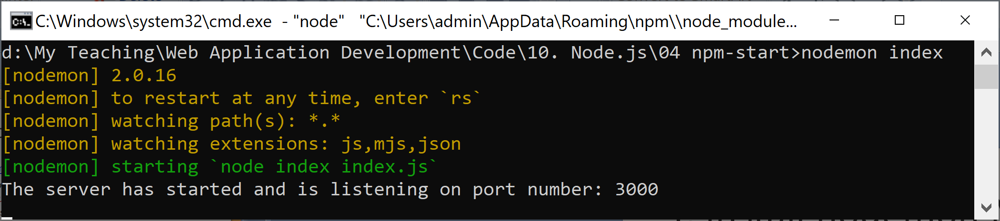 C:\Windows\system32\cmd.exe - "node" "C:\Users\admin\AppData\Roaming\npm\\node_module...
d:\My Teaching\Web Application Development\Code\10. Node.js\04 npm-start>nodemon index
[nodemon] 2.0.16
[nodemon] to restart at any time, enter `rs`
[nodemon] watching path(s): *.*
[nodemon] watching extensions: js,mjs,json
[nodemon] starting `node index index.js`
The server has started and is listening on port number: 3000